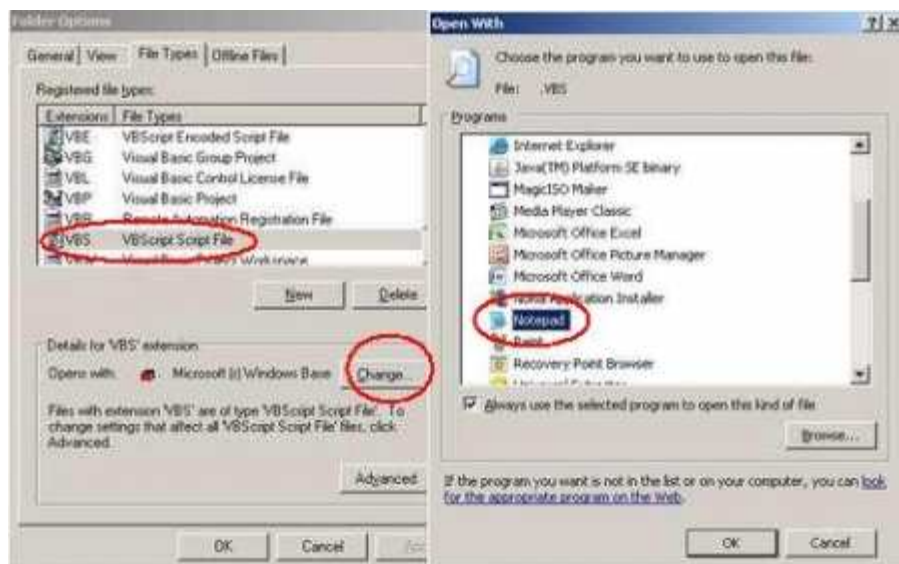 Folder Options
General View File Types Offline Files
Registered file types:
Extensions File Types
VBE VBScript Encoded Script File
VBG Visual Basic Group Project
VBL Visual Basic Control License File
VBP Visual Basic Project
VBR Remote Automation Registration File
VBS VBScript Script File
New Delete
Details for 'VBS' extension
Opens with: Microsoft (r) Windows Base Change...
Files with extension 'VBS' are of type 'VBScript Script File'. To
change settings that affect all 'VBScript Script File' files, click
Advanced.
Advanced
OK Cancel
Open With
Choose the program you want to use to open this file:
File: .VBS
Programs
Internet Explorer
Java(TM) Platform SE binary
MagicISO Maker
Media Player Classic
Microsoft Office Excel
Microsoft Office Picture Manager
Microsoft Office Word
Nokia Application Installer
Notepad
Paint
Recovery Point Browser
Always use the selected program to open this kind of file
Browse...
If the program you want is not in the list or on your computer, you can look
for the appropriate program on the Web.
OK Cancel